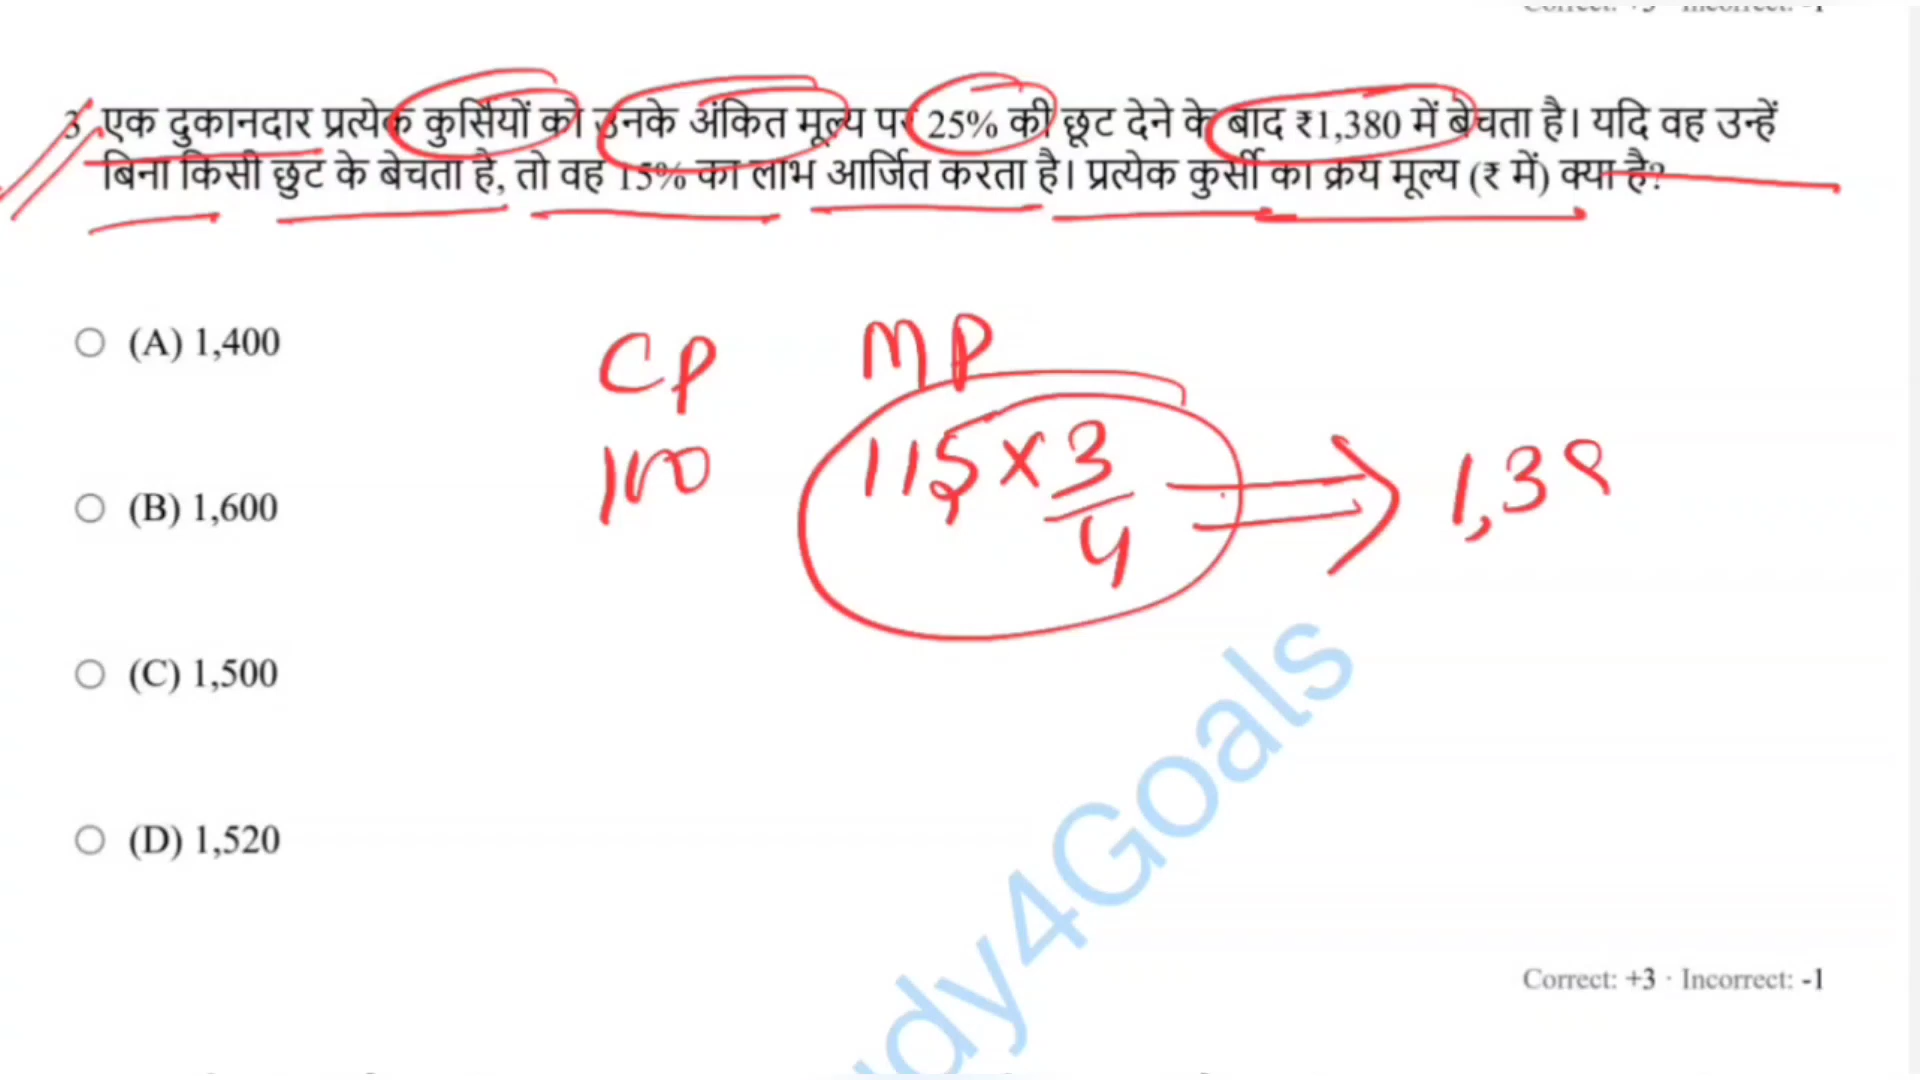 3 एक दुकानदार प्रत्येक कुर्सियों को उनके अंकित मूल्य पर 25% की छूट देने के बाद ₹1,380 में बेचता है। यदि वह उन्हें
बिना किसी छुट के बेचता है, तो वह 15% का लाभ आर्जित करता है। प्रत्येक कुर्सी का क्रय मूल्य (₹ में) क्या है?
(A) 1,400
CP MP
100 115 × 3/4 ⇒ 1,38
(B) 1,600
(C) 1,500
(D) 1,520
dy4Goals
Correct: +3 · Incorrect: -1